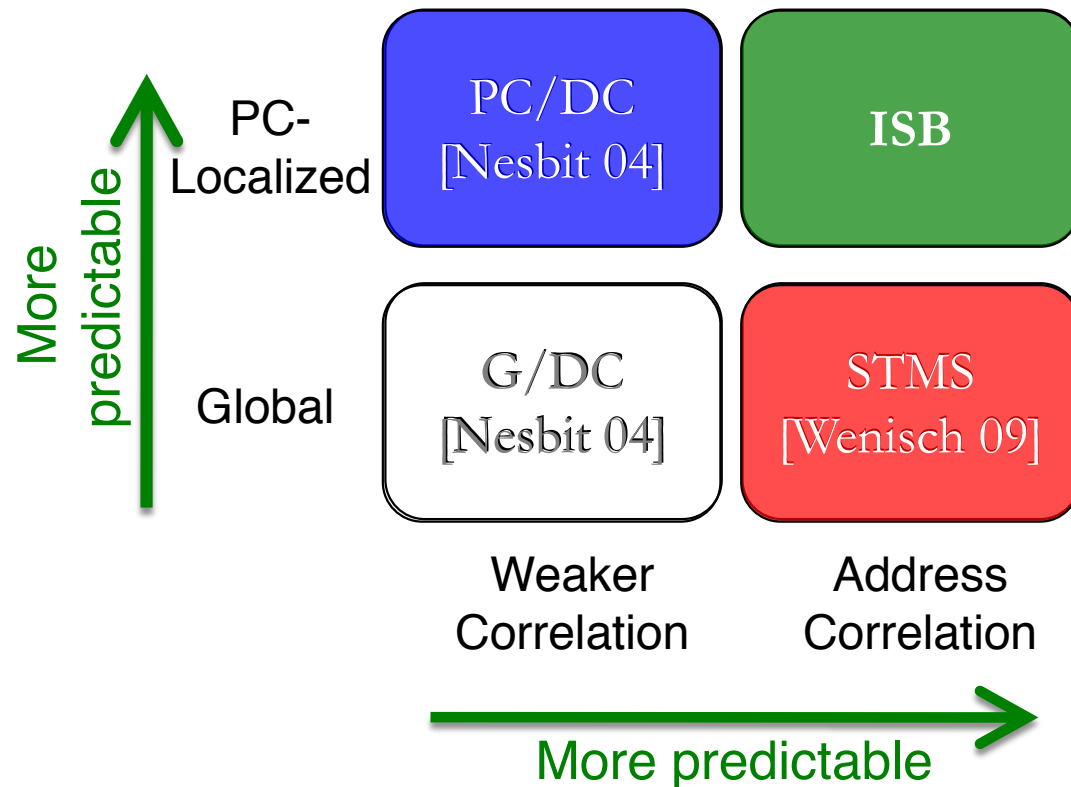 More
predictable
PC-
Localized
PC/DC
[Nesbit 04]
ISB
Global
G/DC
[Nesbit 04]
STMS
[Wenisch 09]
Weaker
Correlation
Address
Correlation
More predictable